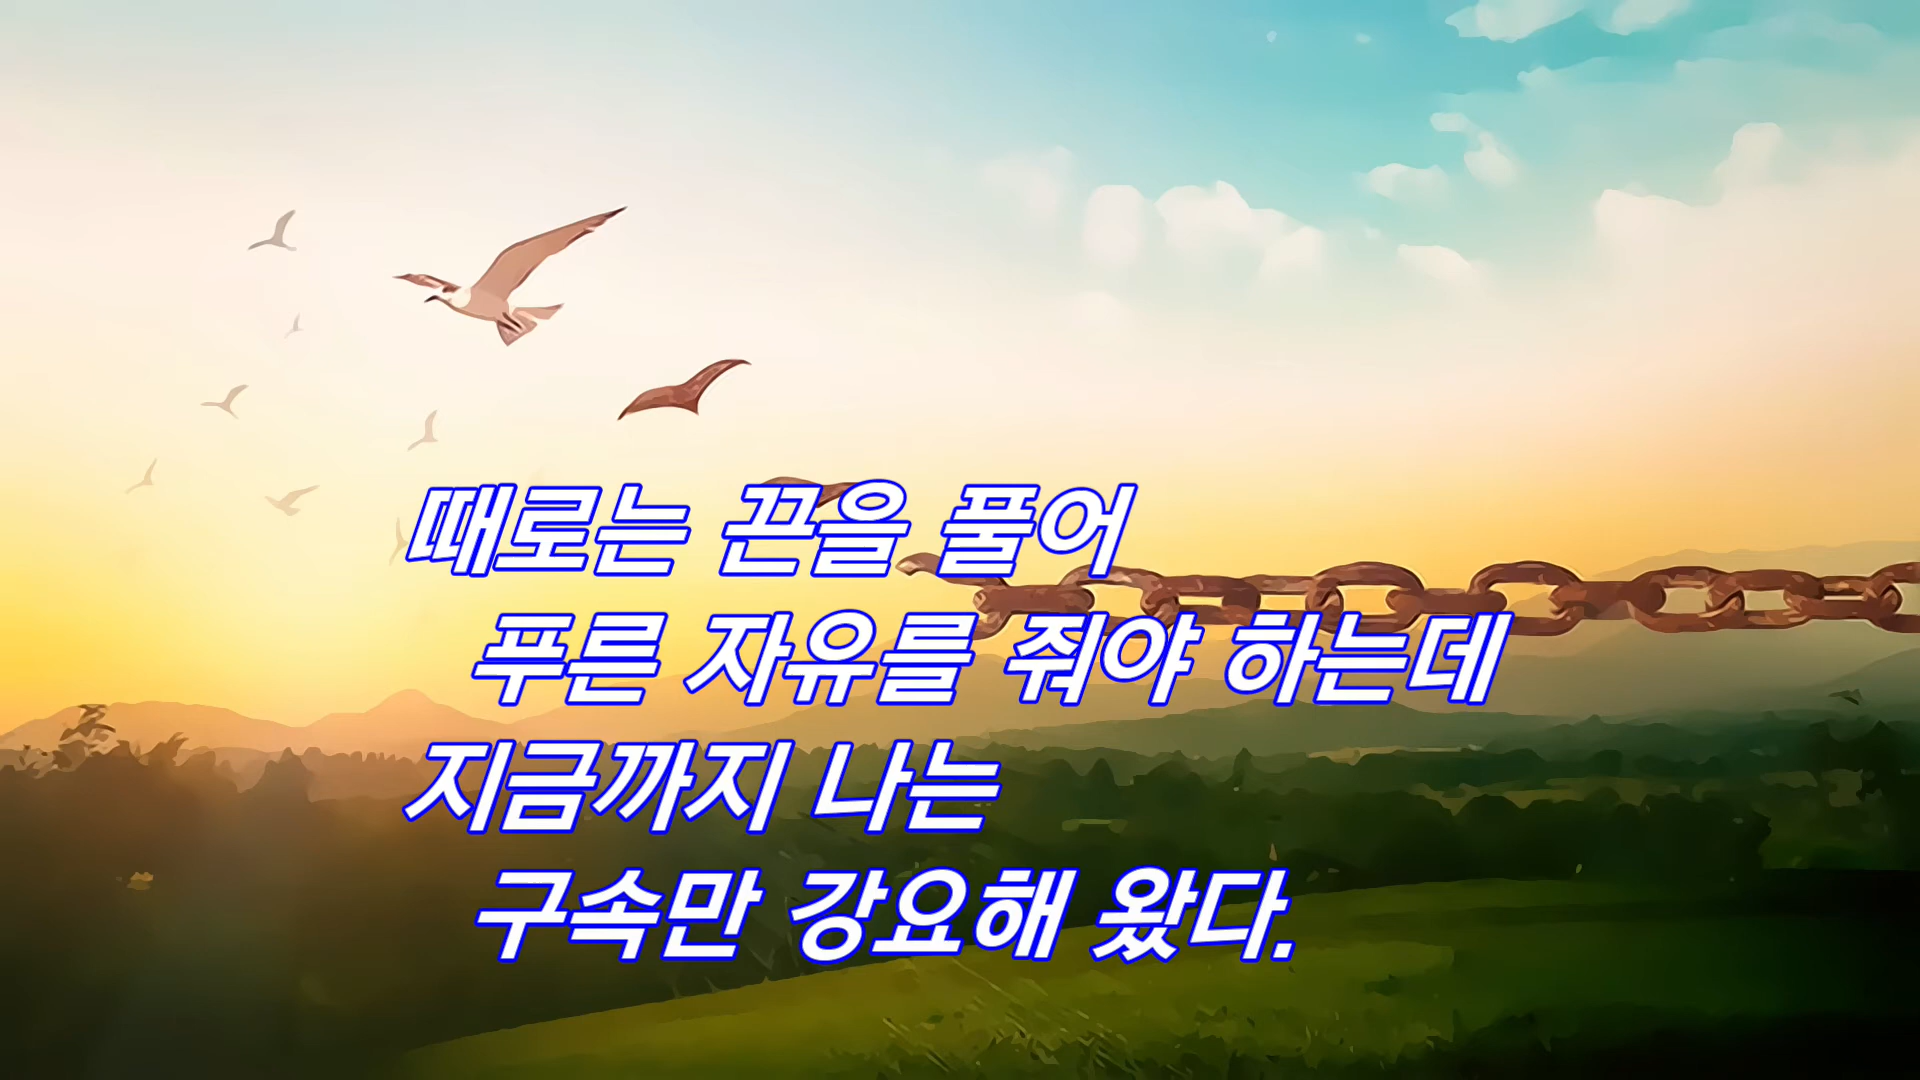 때로는 끈을 풀어
푸른 자유를 줘야 하는데
지금까지 나는
구속만 강요해 왔다.